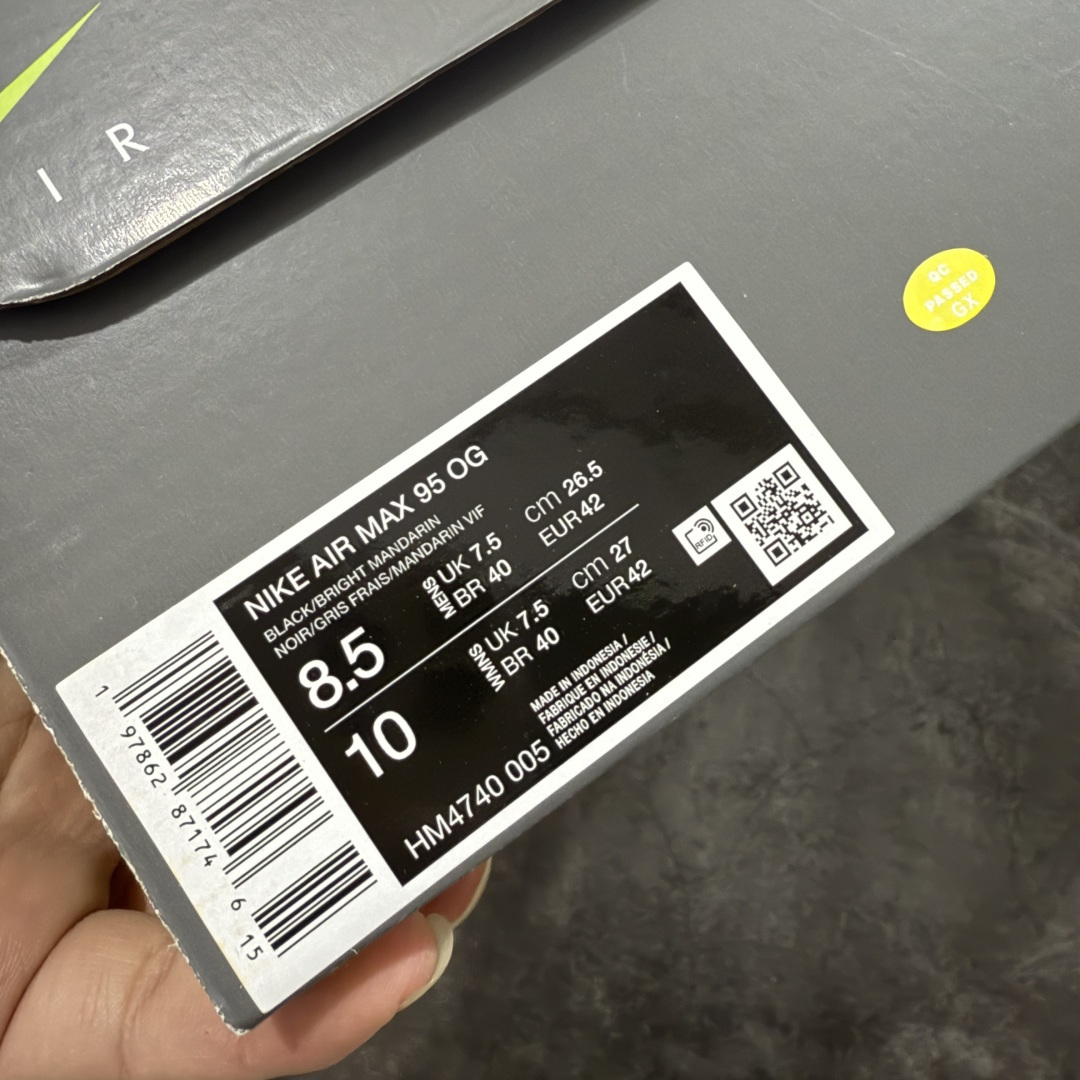 I R
QC
PASSED
GX
NIKE AIR MAX 95 OG
BLACK/BRIGHT MANDARIN
NOIR/GRIS FRAIS/MANDARIN VIF
8.5
MENS
UK 7.5
BR 40
cm 26.5
EUR 42
10
WMNS
UK 7.5
BR 40
cm 27
EUR 42
RFID
MADE IN INDONESIA /
FABRIQUE EN INDONESIE /
FABRICADO NA INDONÉSIA /
HECHO EN INDONESIA
HM4740 005
1 97862 87174 6 15